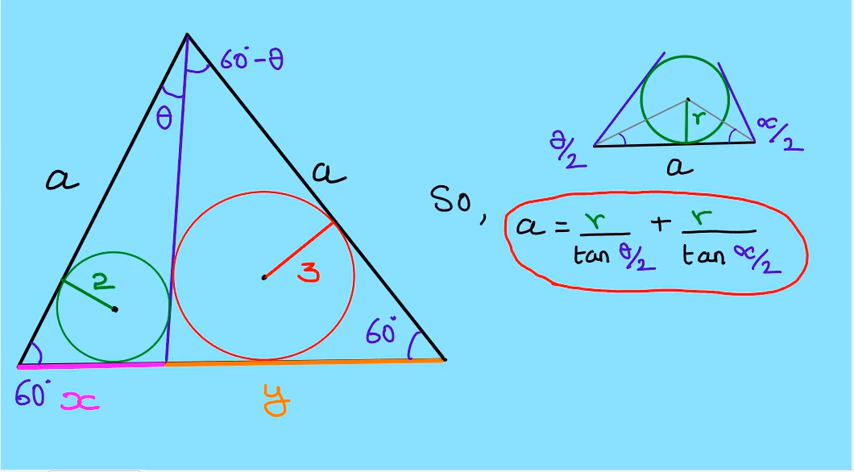 60°-θ
θ
a
a
2
3
60°
60°
x
y
r
θ/2
∝/2
a
So,
a = r/tan θ/2 + r/tan ∝/2